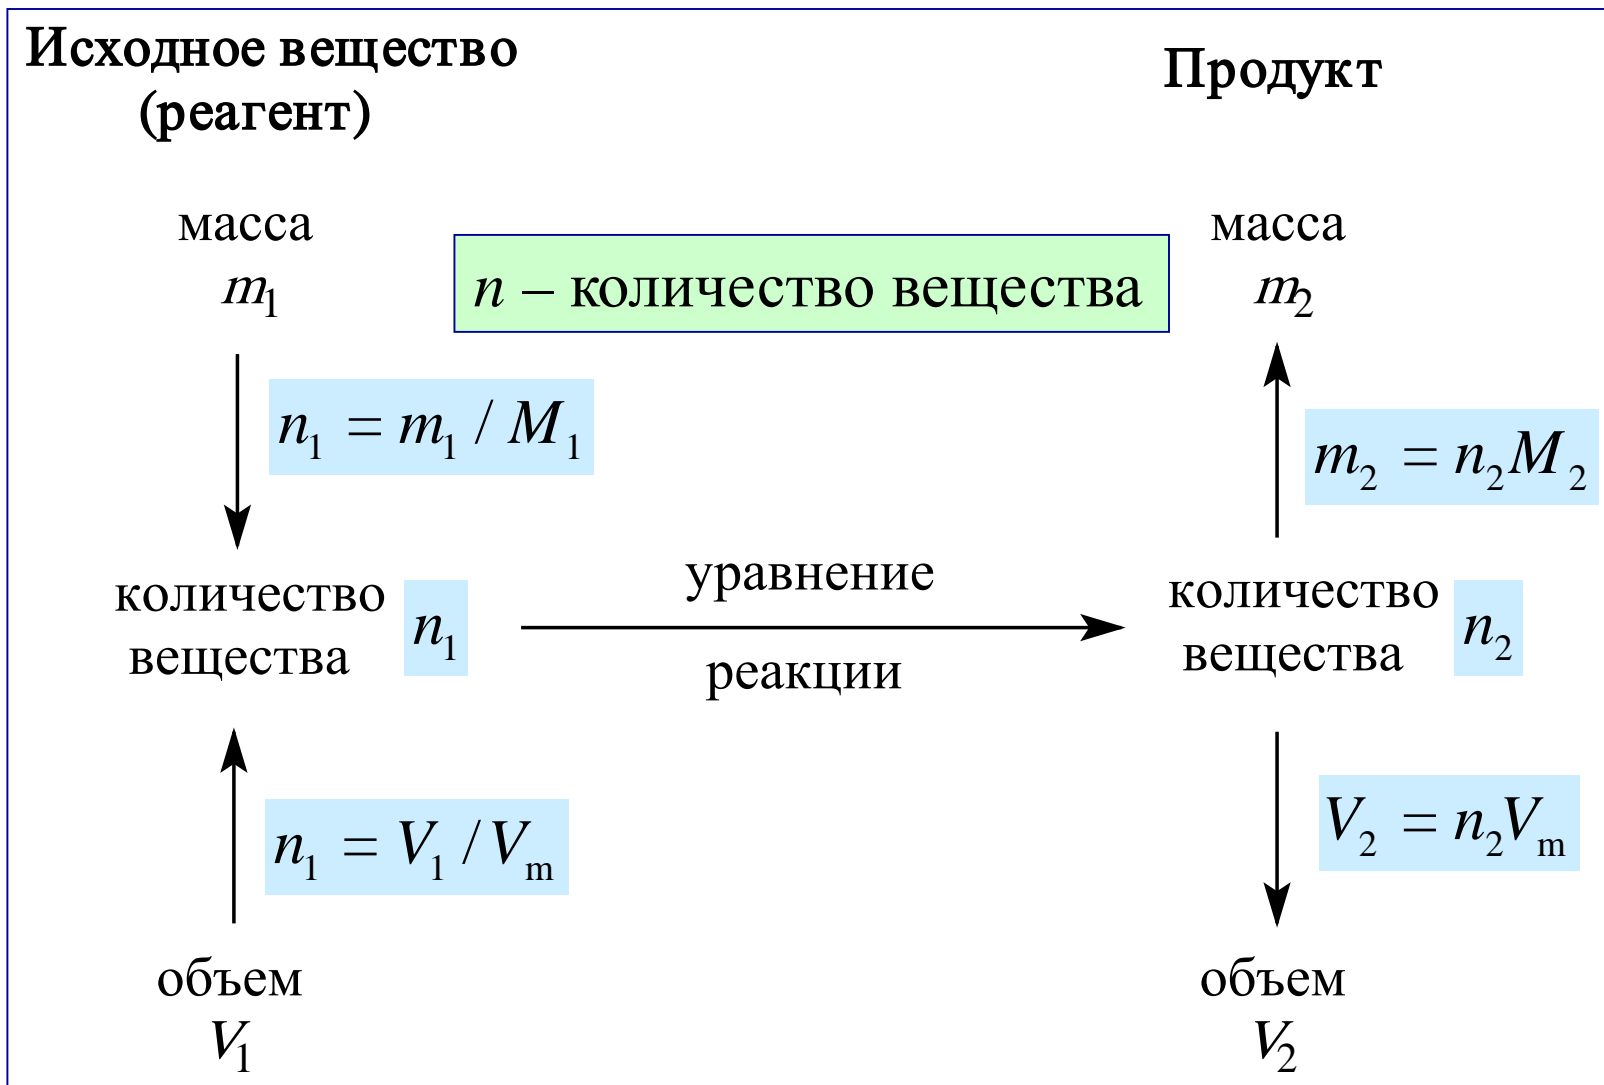 Исходное вещество
(реагент)
Продукт
масса
m₁
n – количество вещества
масса
m₂
n₁ = m₁ / M₁
m₂ = n₂M₂
количество
вещества n₁
уравнение
реакции
количество
вещества n₂
n₁ = V₁ / Vₘ
V₂ = n₂Vₘ
объем
V₁
объем
V₂